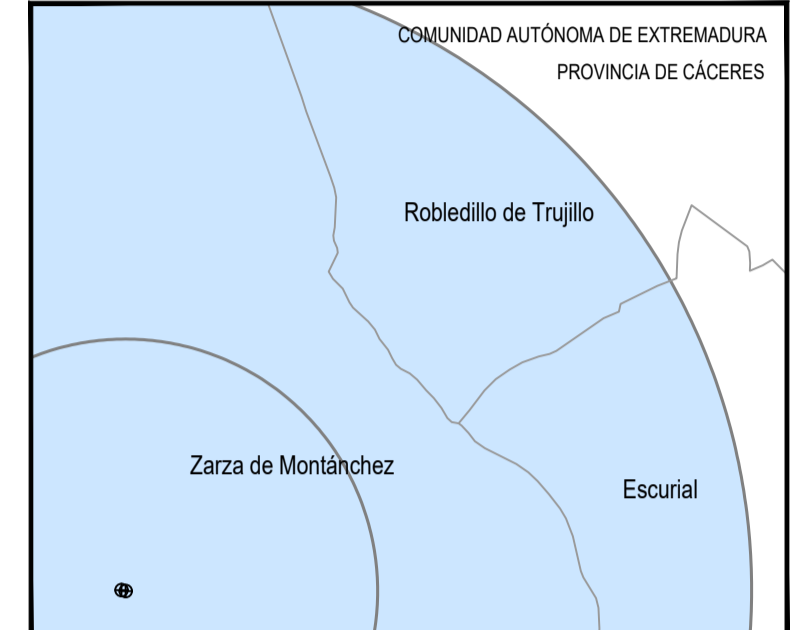 COMUNIDAD AUTÓNOMA DE EXTREMADURA
PROVINCIA DE CÁCERES
Robledillo de Trujillo
Zarza de Montánchez
Escurial